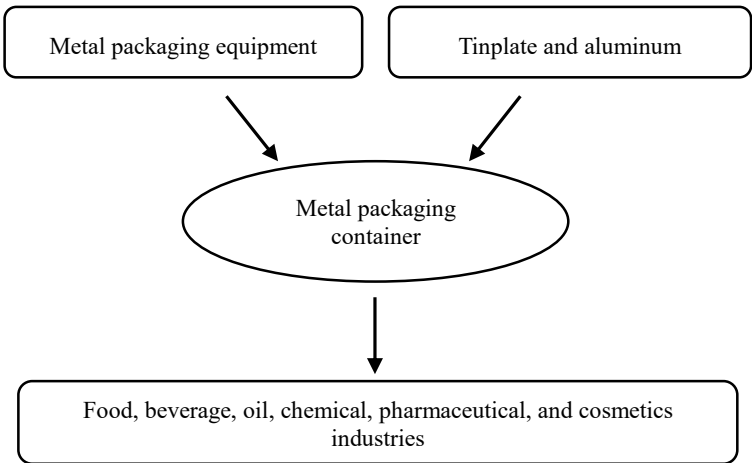 Metal packaging equipment
Tinplate and aluminum
Metal packaging
container
Food, beverage, oil, chemical, pharmaceutical, and cosmetics
industries